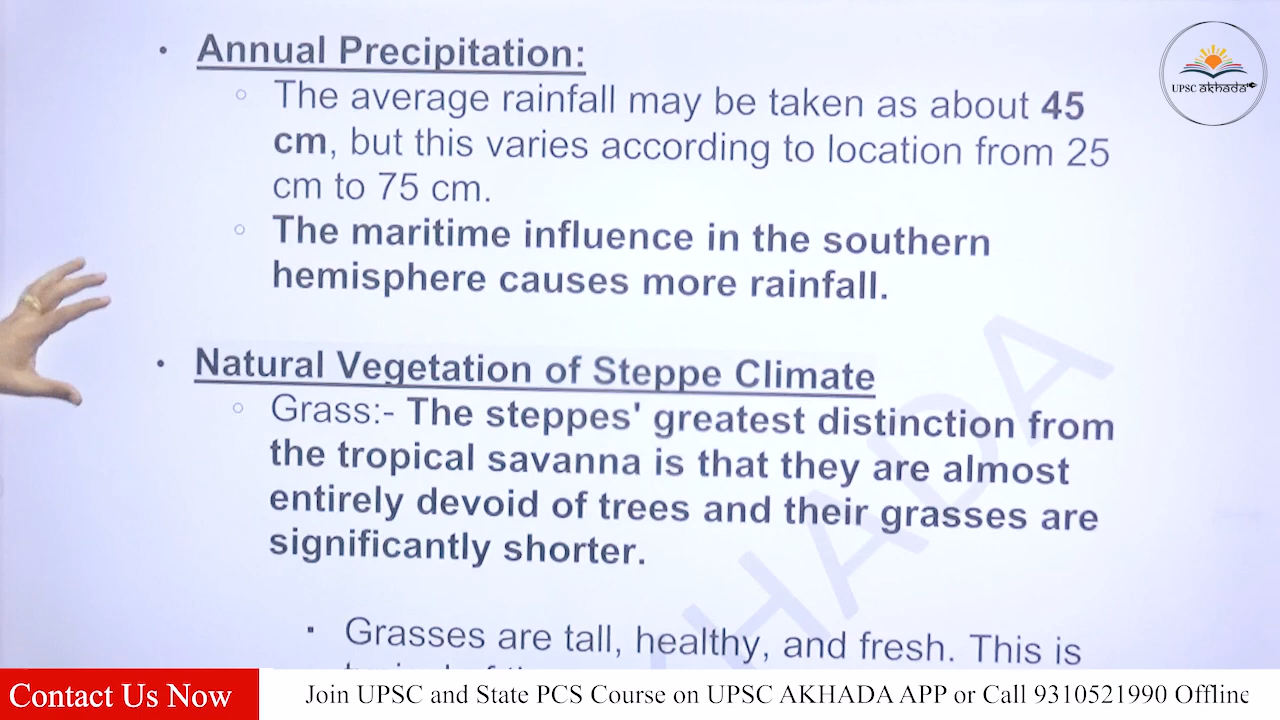 • Annual Precipitation:
○ The average rainfall may be taken as about 45
cm, but this varies according to location from 25
cm to 75 cm.
○ The maritime influence in the southern
hemisphere causes more rainfall.
• Natural Vegetation of Steppe Climate
○ Grass:- The steppes' greatest distinction from
the tropical savanna is that they are almost
entirely devoid of trees and their grasses are
significantly shorter.
▪ Grasses are tall, healthy, and fresh. This is
UPSC akhada
KHADA
Contact Us Now
Join UPSC and State PCS Course on UPSC AKHADA APP or Call 9310521990 Offline